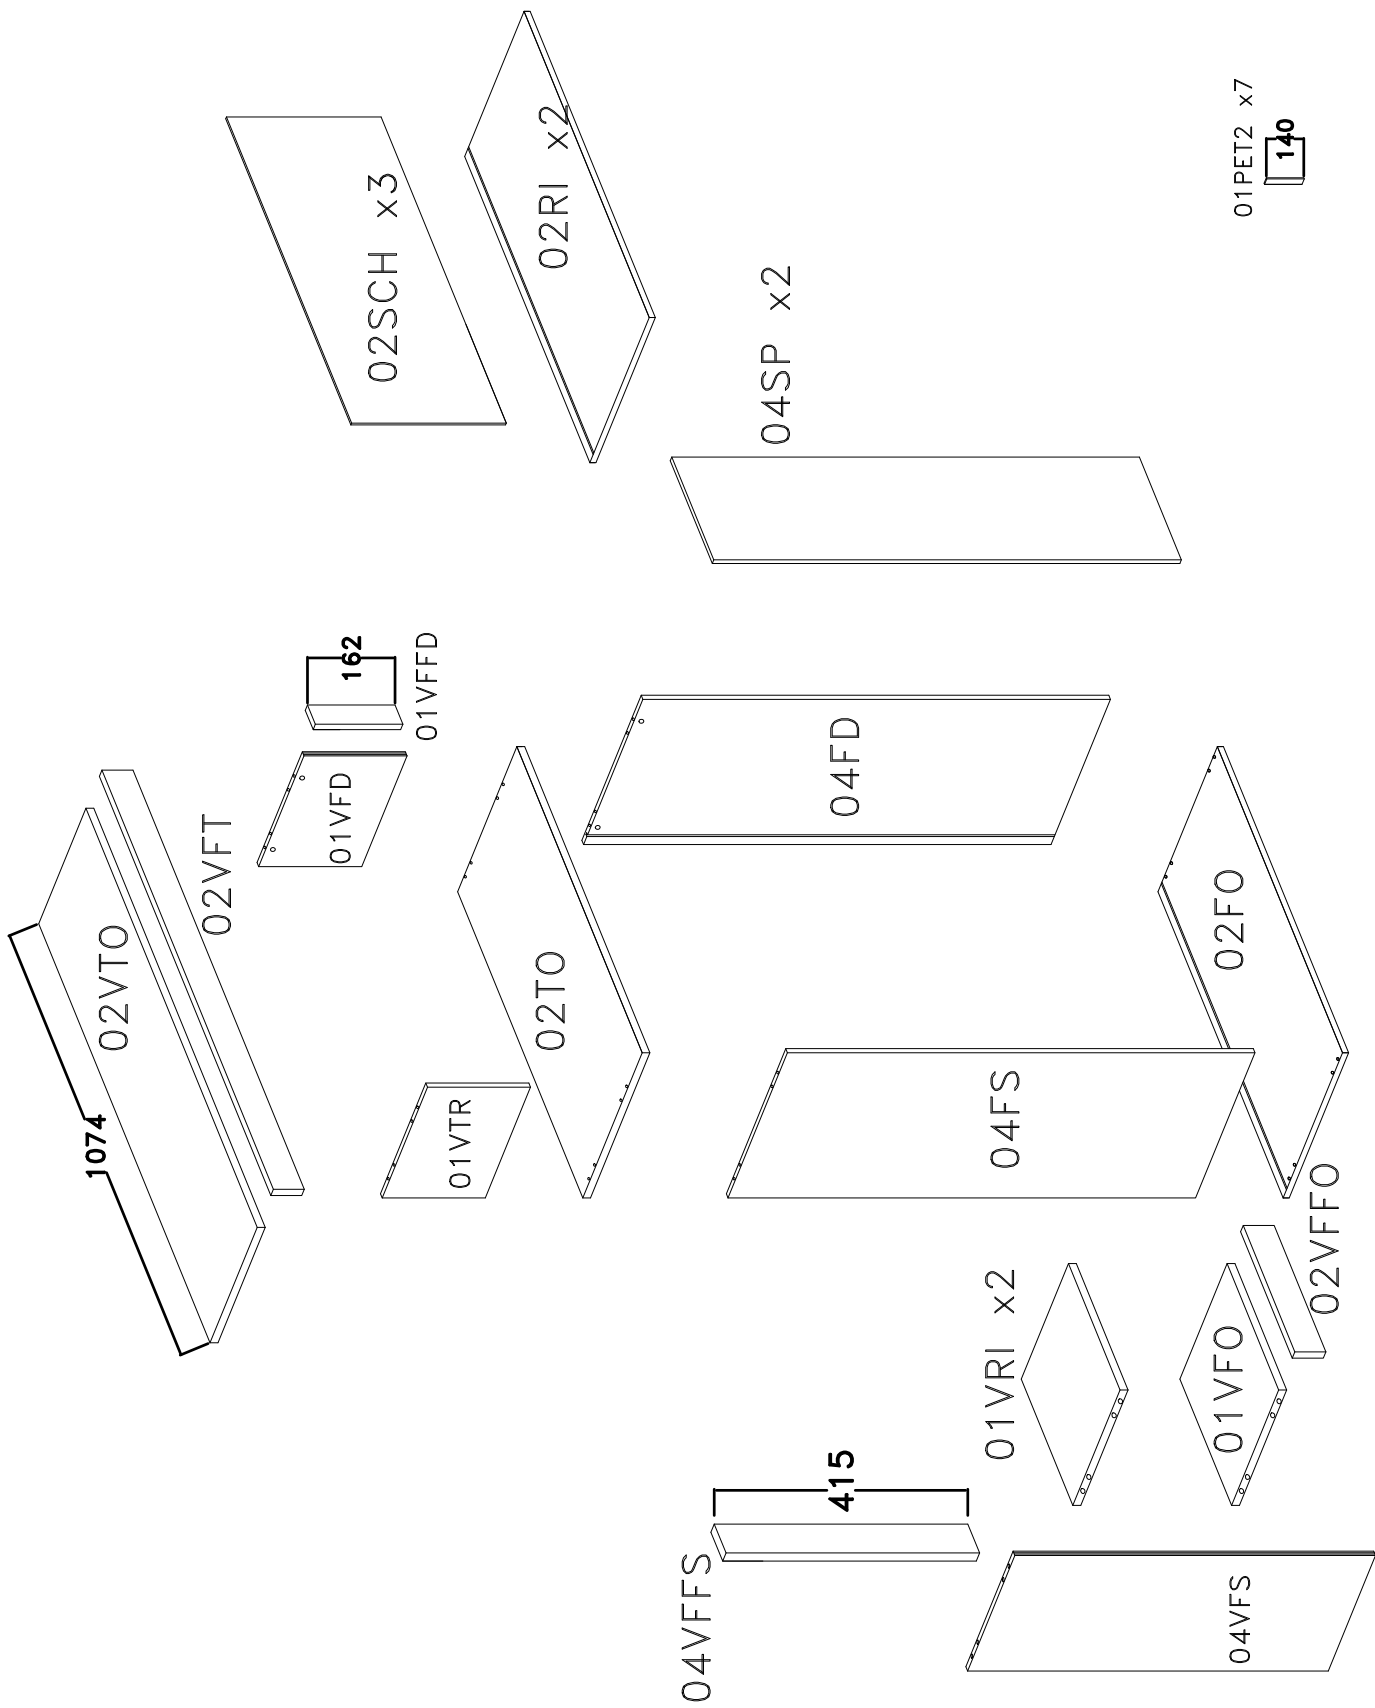 02SCH x3
02RI x2
01PET2 x7
140
04SP x2
162
01VFFD
01VFD
02VFT
02VTO
1074
04FD
02TO
01VTR
02FO
04FS
02VFFO
01VRI x2
01VFO
415
04VFFS
04VFS